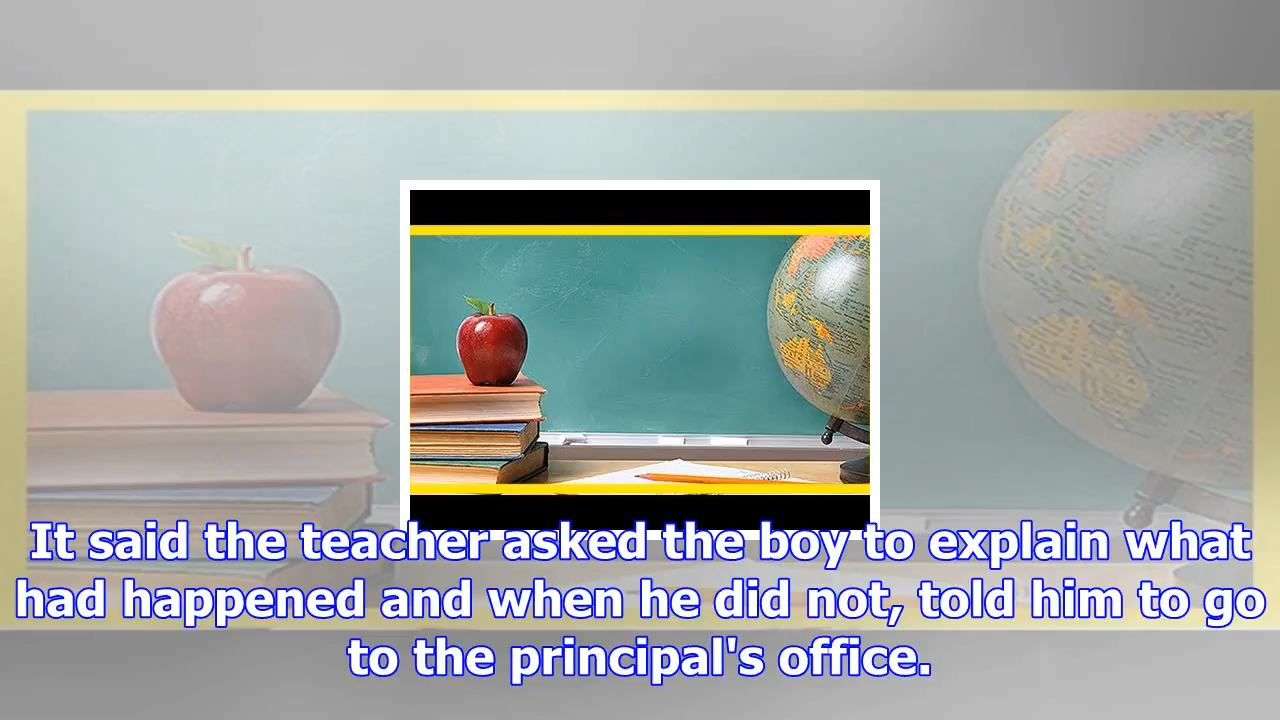 It said the teacher asked the boy to explain what
had happened and when he did not, told him to go
to the principal's office.